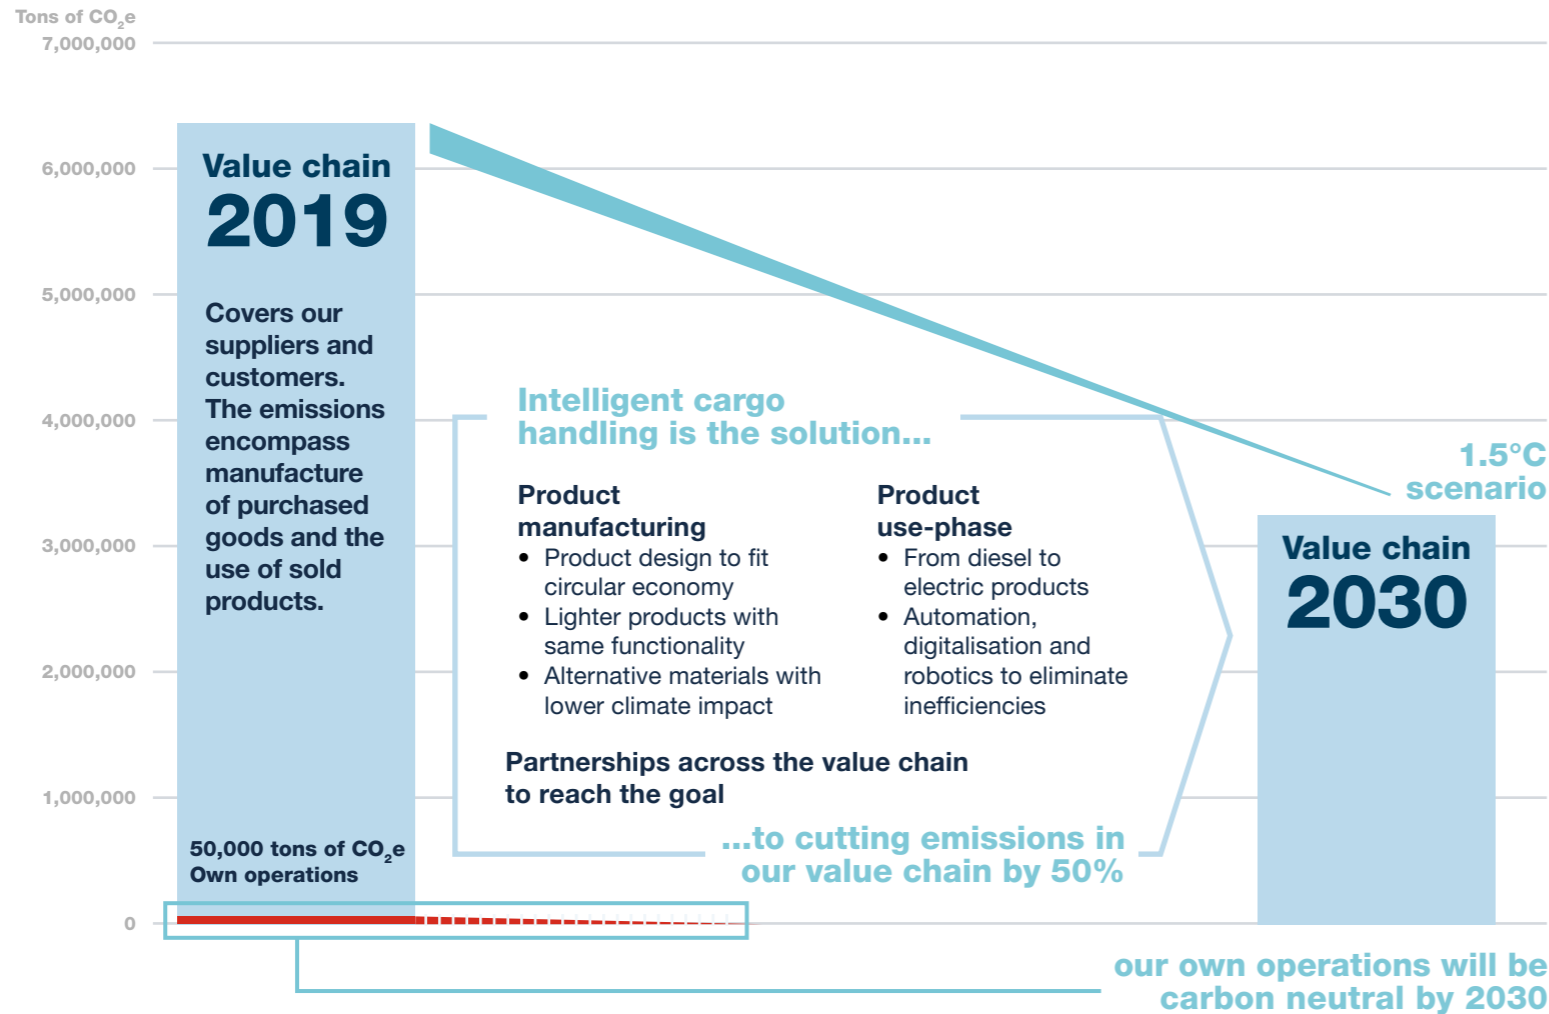 Tons of CO2e
7,000,000
6,000,000
5,000,000
4,000,000
3,000,000
2,000,000
1,000,000
0
Value chain
2019
Covers our
suppliers and
customers.
The emissions
encompass
manufacture
of purchased
goods and the
use of sold
products.
50,000 tons of CO2e
Own operations
Intelligent cargo
handling is the solution...
Product
manufacturing
• Product design to fit
circular economy
• Lighter products with
same functionality
• Alternative materials with
lower climate impact
Product
use-phase
• From diesel to
electric products
• Automation,
digitalisation and
robotics to eliminate
inefficiencies
Partnerships across the value chain
to reach the goal
...to cutting emissions in
our value chain by 50%
1.5°C
scenario
Value chain
2030
our own operations will be
carbon neutral by 2030